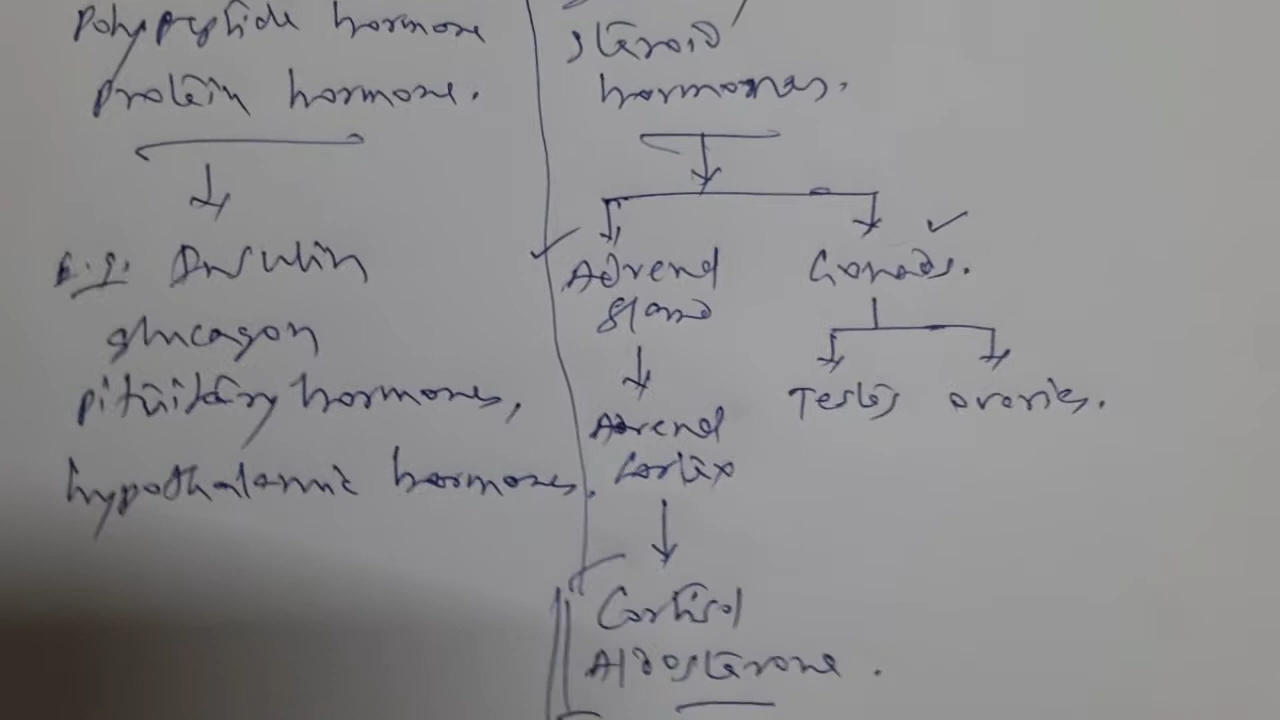 Polypeptide hormone
protein hormone.
E.g. Insulin
glucagon
pituitary hormones,
hypothalamic hormones.
steroid
hormones.
Adrenal
gland
Adrenal
Cortex
Cortisol
Aldosterone.
Gonads.
Testis ovaries.